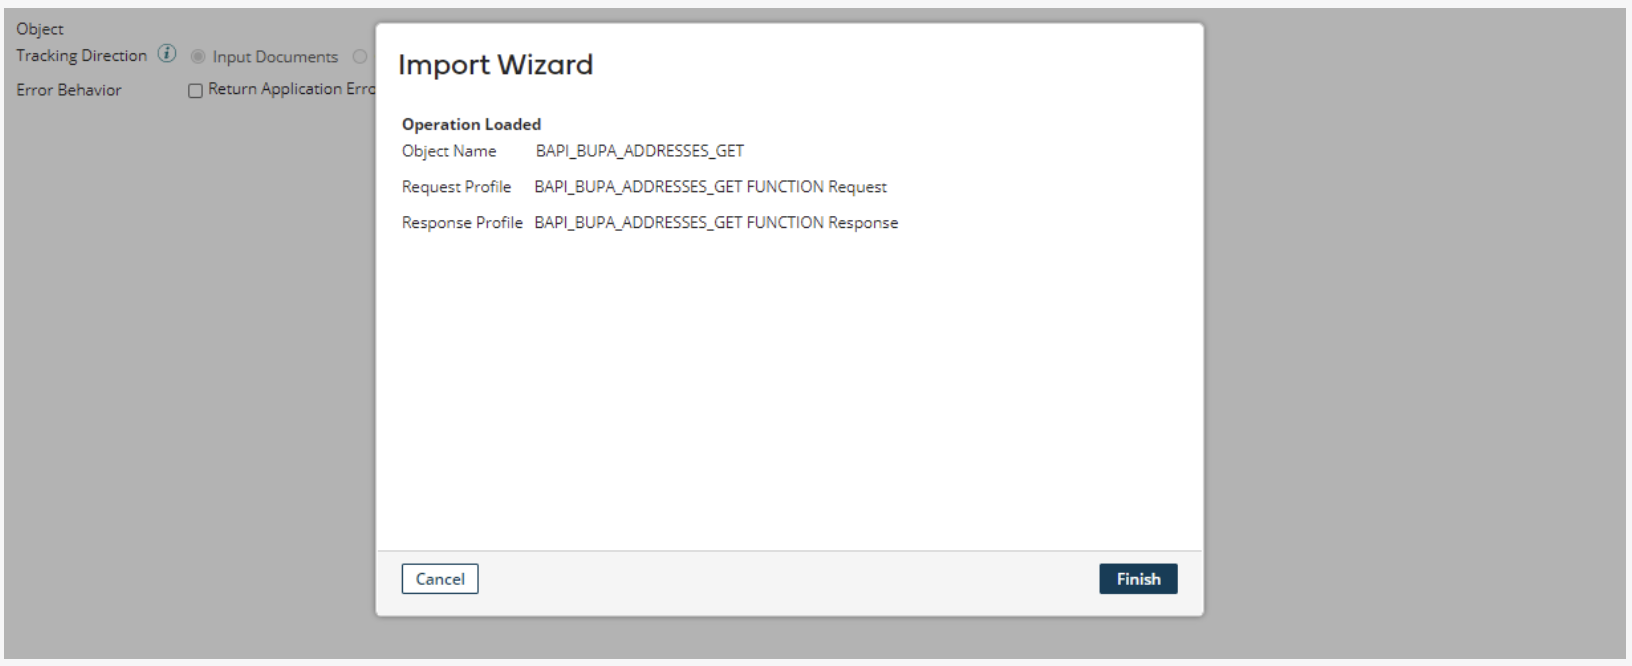 Object
Tracking Direction i Input Documents
Error Behavior Return Application Erro
Import Wizard
Operation Loaded
Object Name BAPI_BUPA_ADDRESSES_GET
Request Profile BAPI_BUPA_ADDRESSES_GET FUNCTION Request
Response Profile BAPI_BUPA_ADDRESSES_GET FUNCTION Response
Cancel Finish